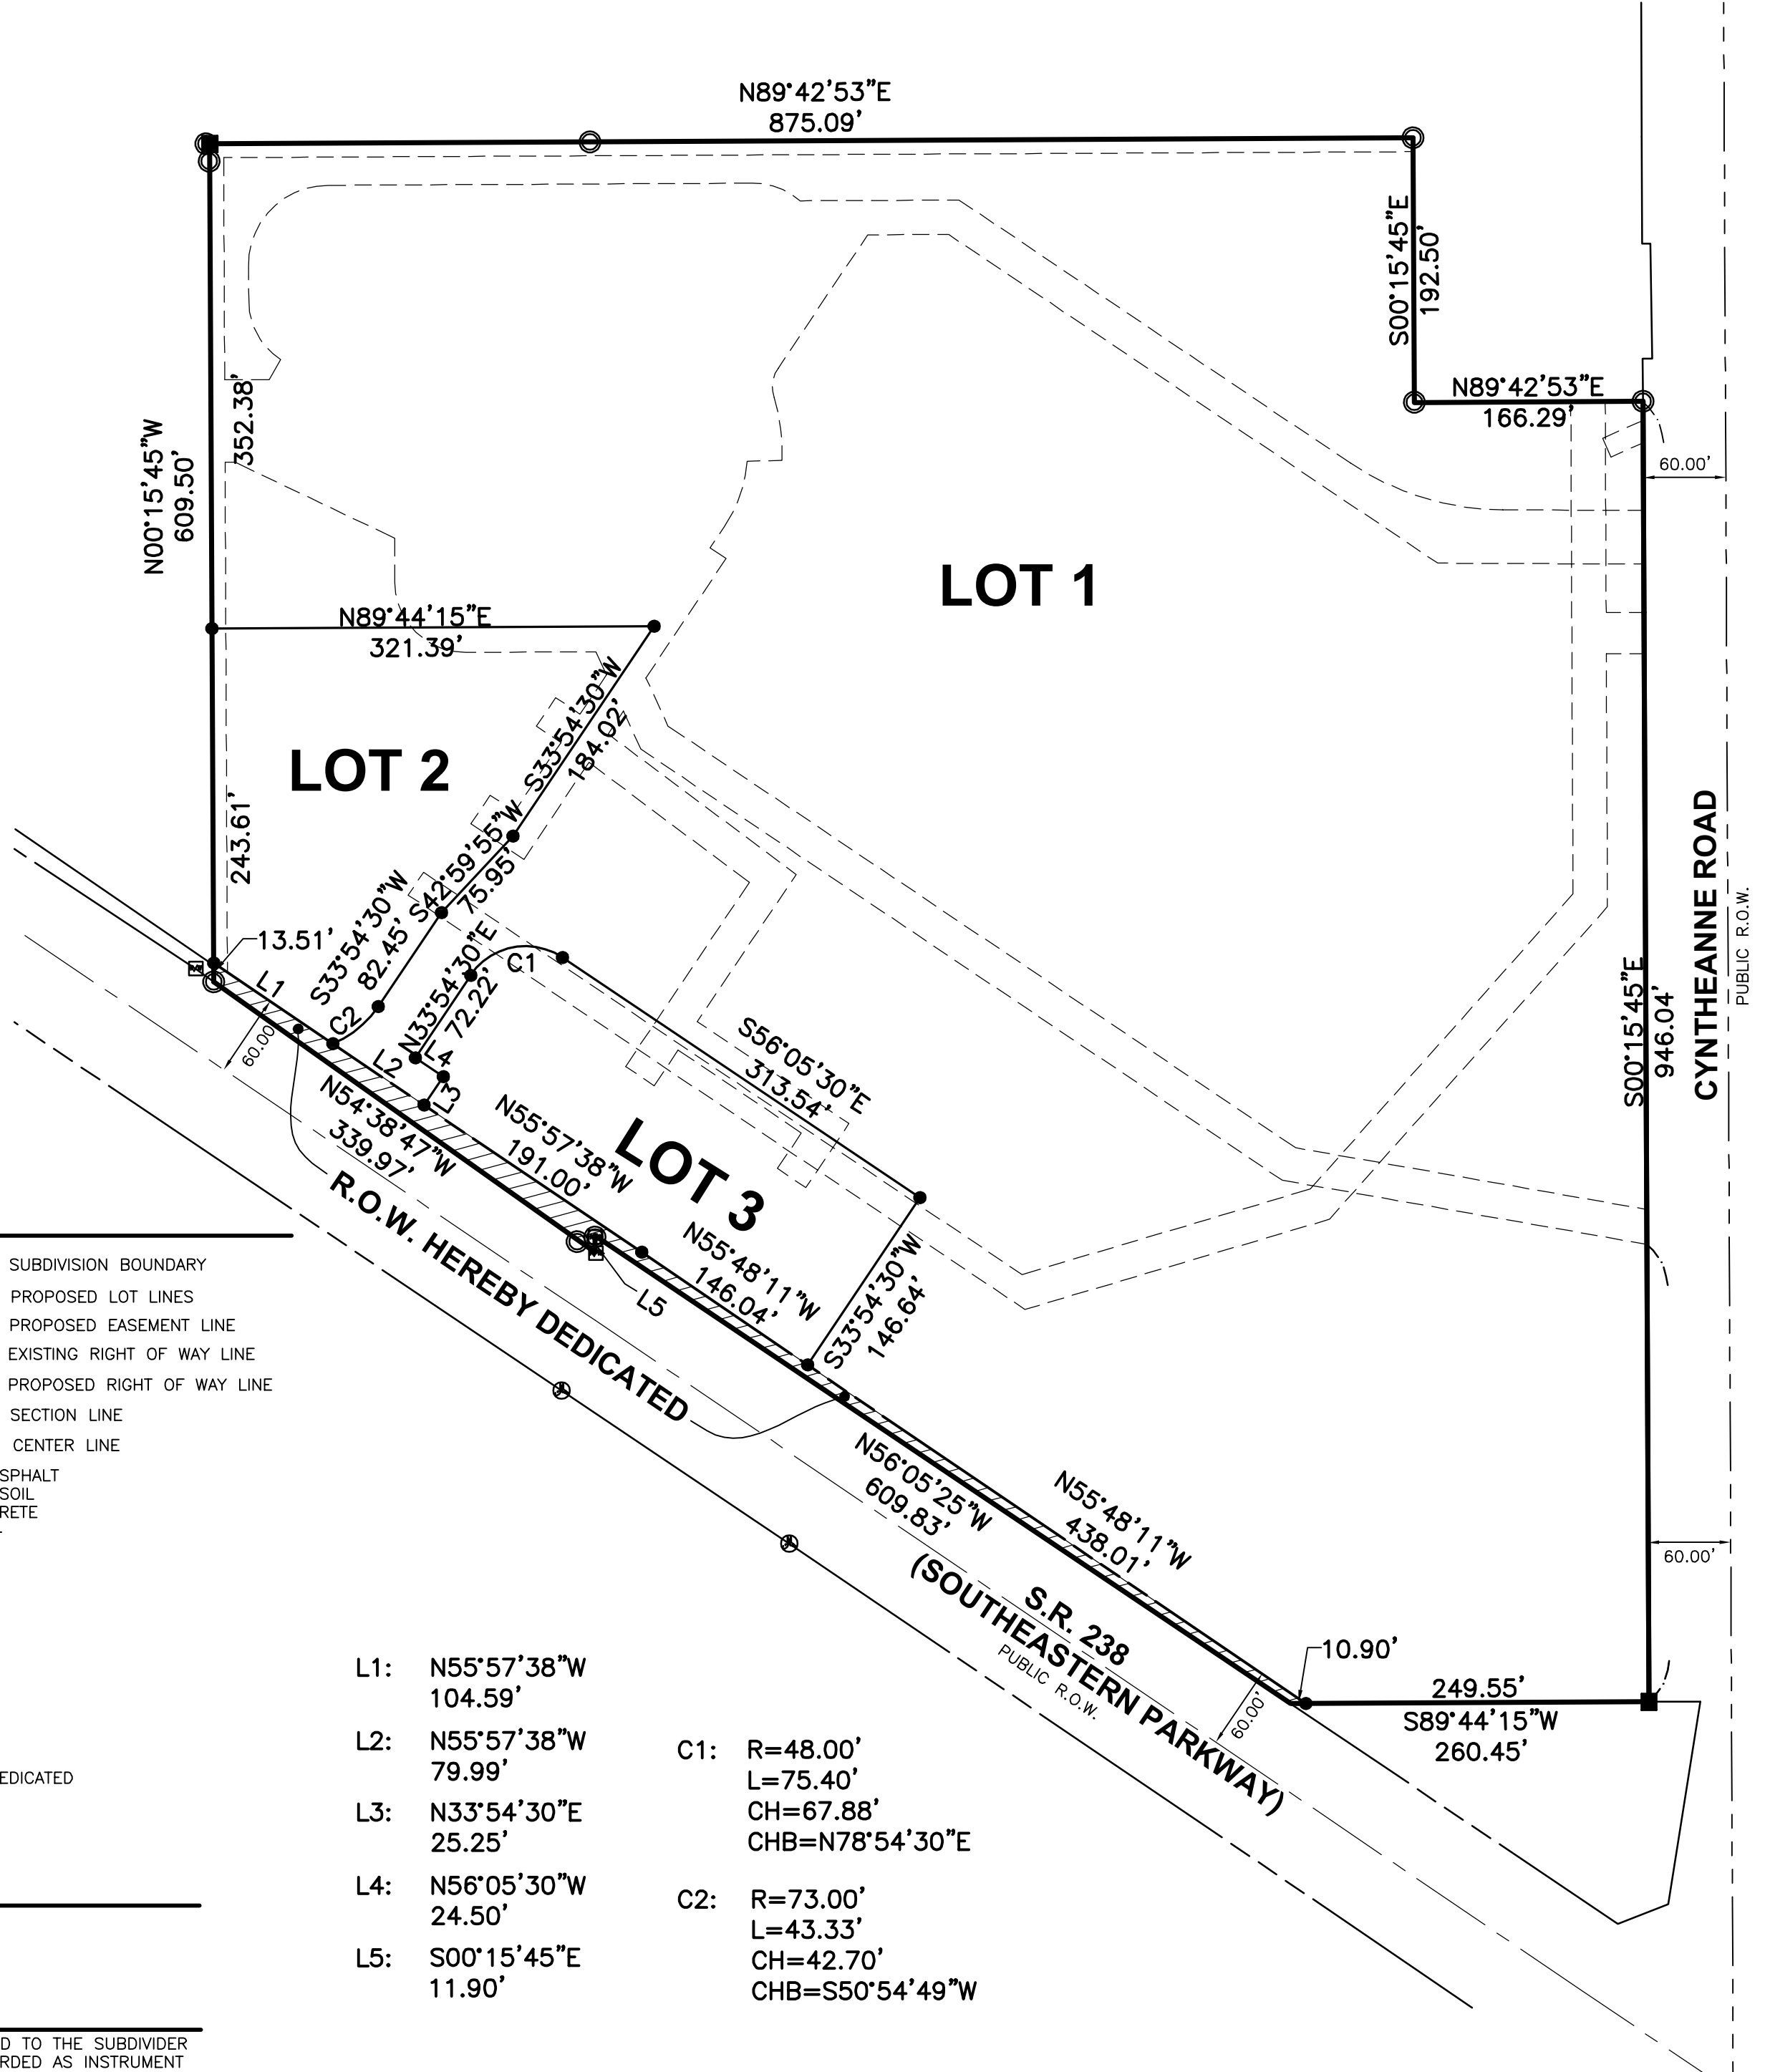 N89°42'53"E
875.09'
S00°15'45"E
192.50'
N89°42'53"E
166.29'
60.00'
N00°15'45"W
609.50'
352.38'
LOT 1
N89°44'15"E
321.39'
S33°54'30"W
184.02'
LOT 2
243.61'
S42°59'55"W
75.95'
S33°54'30"W
82.45'
13.51'
L1
C2
60.00'
N33°54'30"E
72.22'
C1
L2
L4
L3
S56°05'30"E
313.54'
CYNTHEANNE ROAD
PUBLIC R.O.W.
S00°15'45"E
946.04'
N54°38'47"W
339.97'
N55°57'38"W
191.00'
LOT 3
N55°48'11"W
146.04'
S33°54'30"W
146.64'
L5
R.O.W. HEREBY DEDICATED
SUBDIVISION BOUNDARY
PROPOSED LOT LINES
PROPOSED EASEMENT LINE
EXISTING RIGHT OF WAY LINE
PROPOSED RIGHT OF WAY LINE
SECTION LINE
CENTER LINE
SPHALT
SOIL
RETE
N56°05'25"W
609.83'
N55°48'11"W
438.01'
60.00'
S.R. 238
(SOUTHEASTERN PARKWAY)
PUBLIC R.O.W.
60.00'
10.90'
249.55'
S89°44'15"W
260.45'
L1: N55°57'38"W
104.59'
L2: N55°57'38"W
79.99'
L3: N33°54'30"E
25.25'
L4: N56°05'30"W
24.50'
L5: S00°15'45"E
11.90'
C1: R=48.00'
L=75.40'
CH=67.88'
CHB=N78°54'30"E
C2: R=73.00'
L=43.33'
CH=42.70'
CHB=S50°54'49"W
EDICATED
D TO THE SUBDIVIDER
RDED AS INSTRUMENT